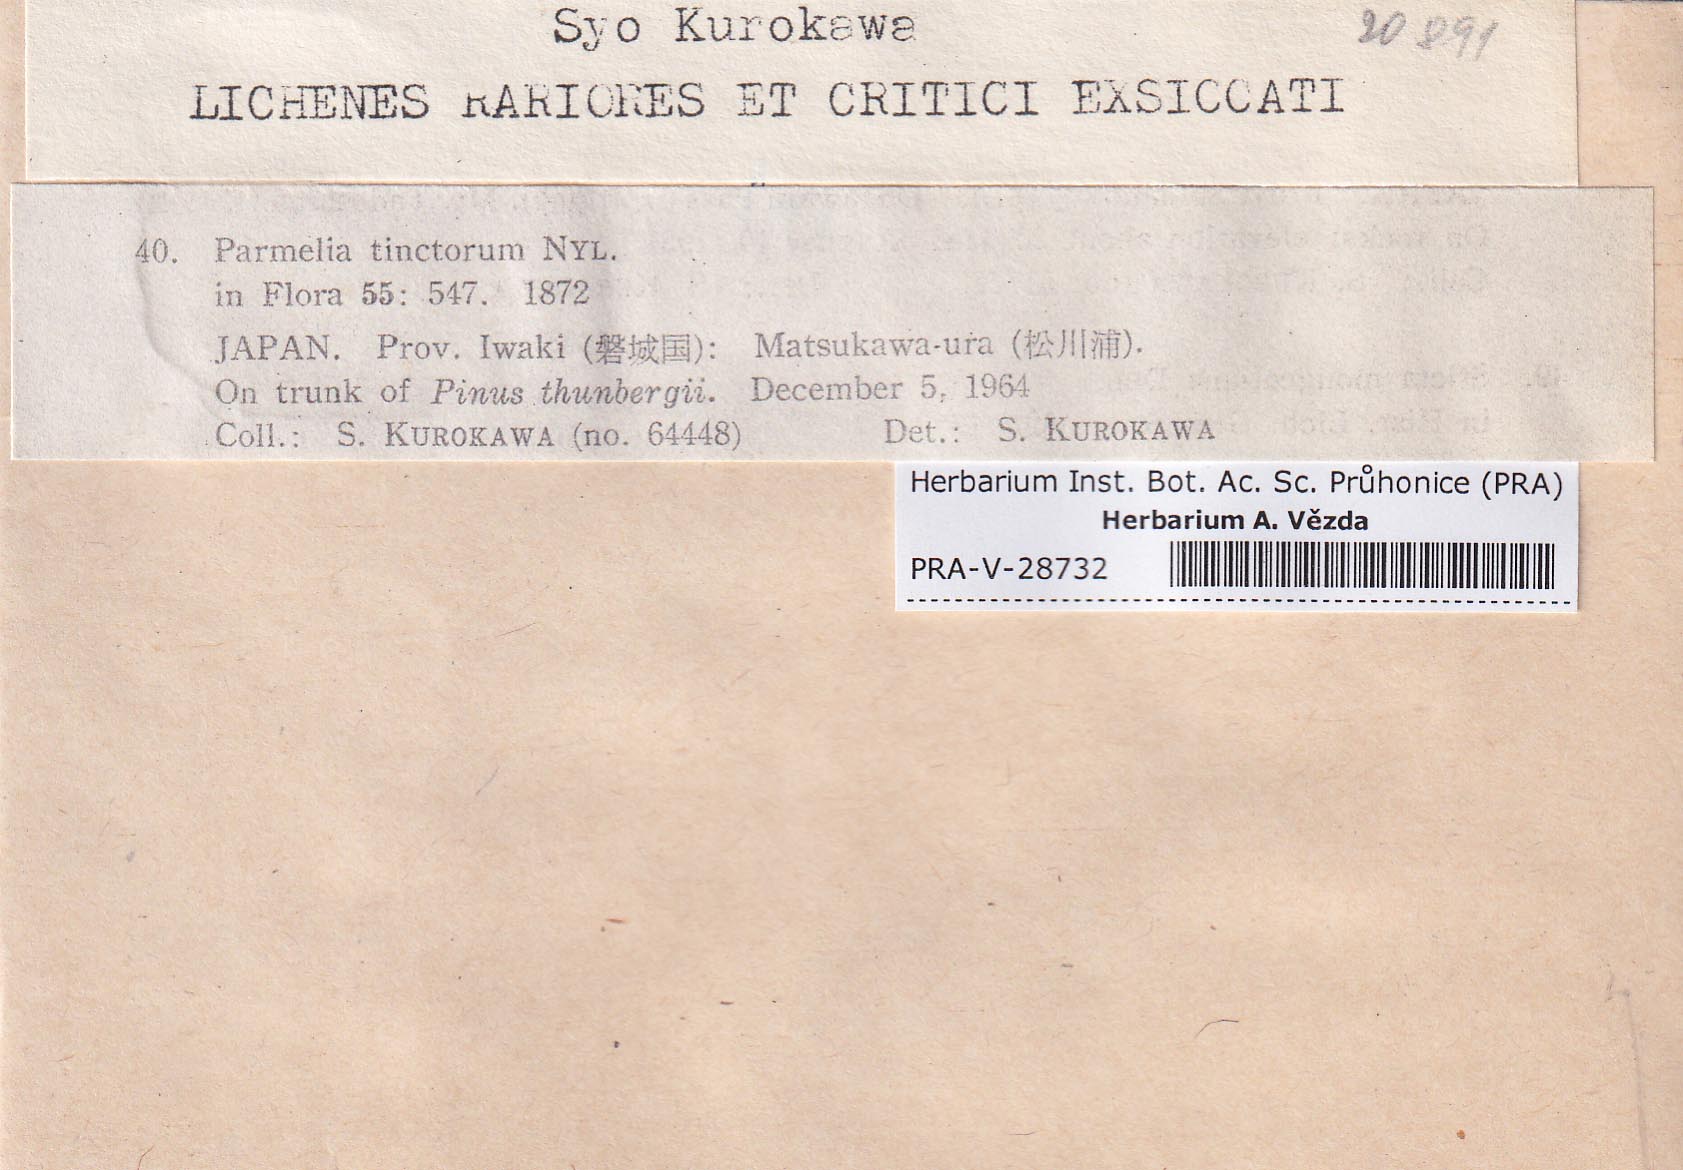 Syo Kurokawa
20 891
LICHENES RARIORES ET CRITICI EXSICCATI
40. Parmelia tinctorum NYL.
in Flora 55: 547. 1872
JAPAN. Prov. Iwaki (磐城国): Matsukawa-ura (松川浦).
On trunk of Pinus thunbergii. December 5, 1964
Coll.: S. KUROKAWA (no. 64448) Det.: S. KUROKAWA
Herbarium Inst. Bot. Ac. Sc. Průhonice (PRA)
Herbarium A. Vězda
PRA-V-28732